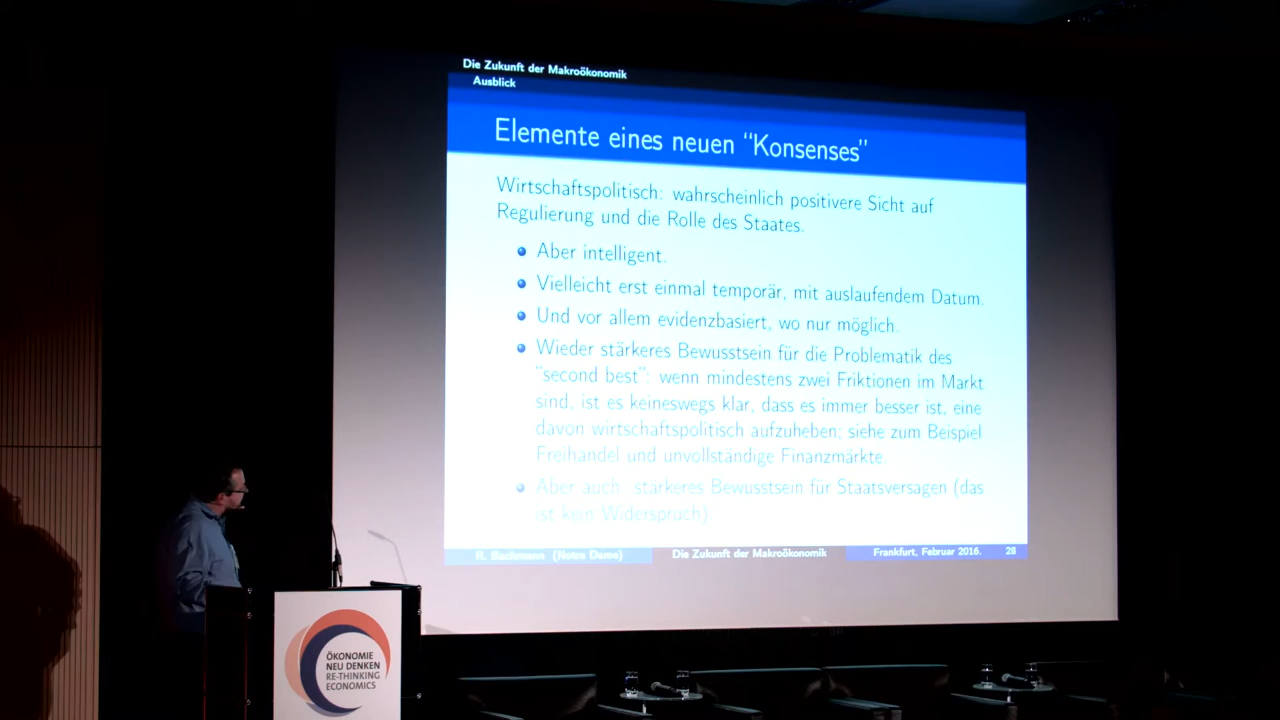 Die Zukunft der Makroökonomik
Ausblick
Elemente eines neuen “Konsenses”
Wirtschaftspolitisch: wahrscheinlich positivere Sicht auf
Regulierung und die Rolle des Staates.
Aber intelligent.
Vielleicht erst einmal temporär, mit auslaufendem Datum.
Und vor allem evidenzbasiert, wo nur möglich.
Wieder stärkeres Bewusstsein für die Problematik des
“second best”: wenn mindestens zwei Friktionen im Markt
sind, ist es keineswegs klar, dass es immer besser ist, eine
davon wirtschaftspolitisch aufzuheben; siehe zum Beispiel
Freihandel und unvollständige Finanzmärkte.
Aber auch: stärkeres Bewusstsein für Staatsversagen (das
ist kein Widerspruch).
R. Bachmann (Notre Dame) Die Zukunft der Makroökonomik Frankfurt, Februar 2016. 28
ÖKONOMIE
NEU DENKEN
RE-THINKING
ECONOMICS